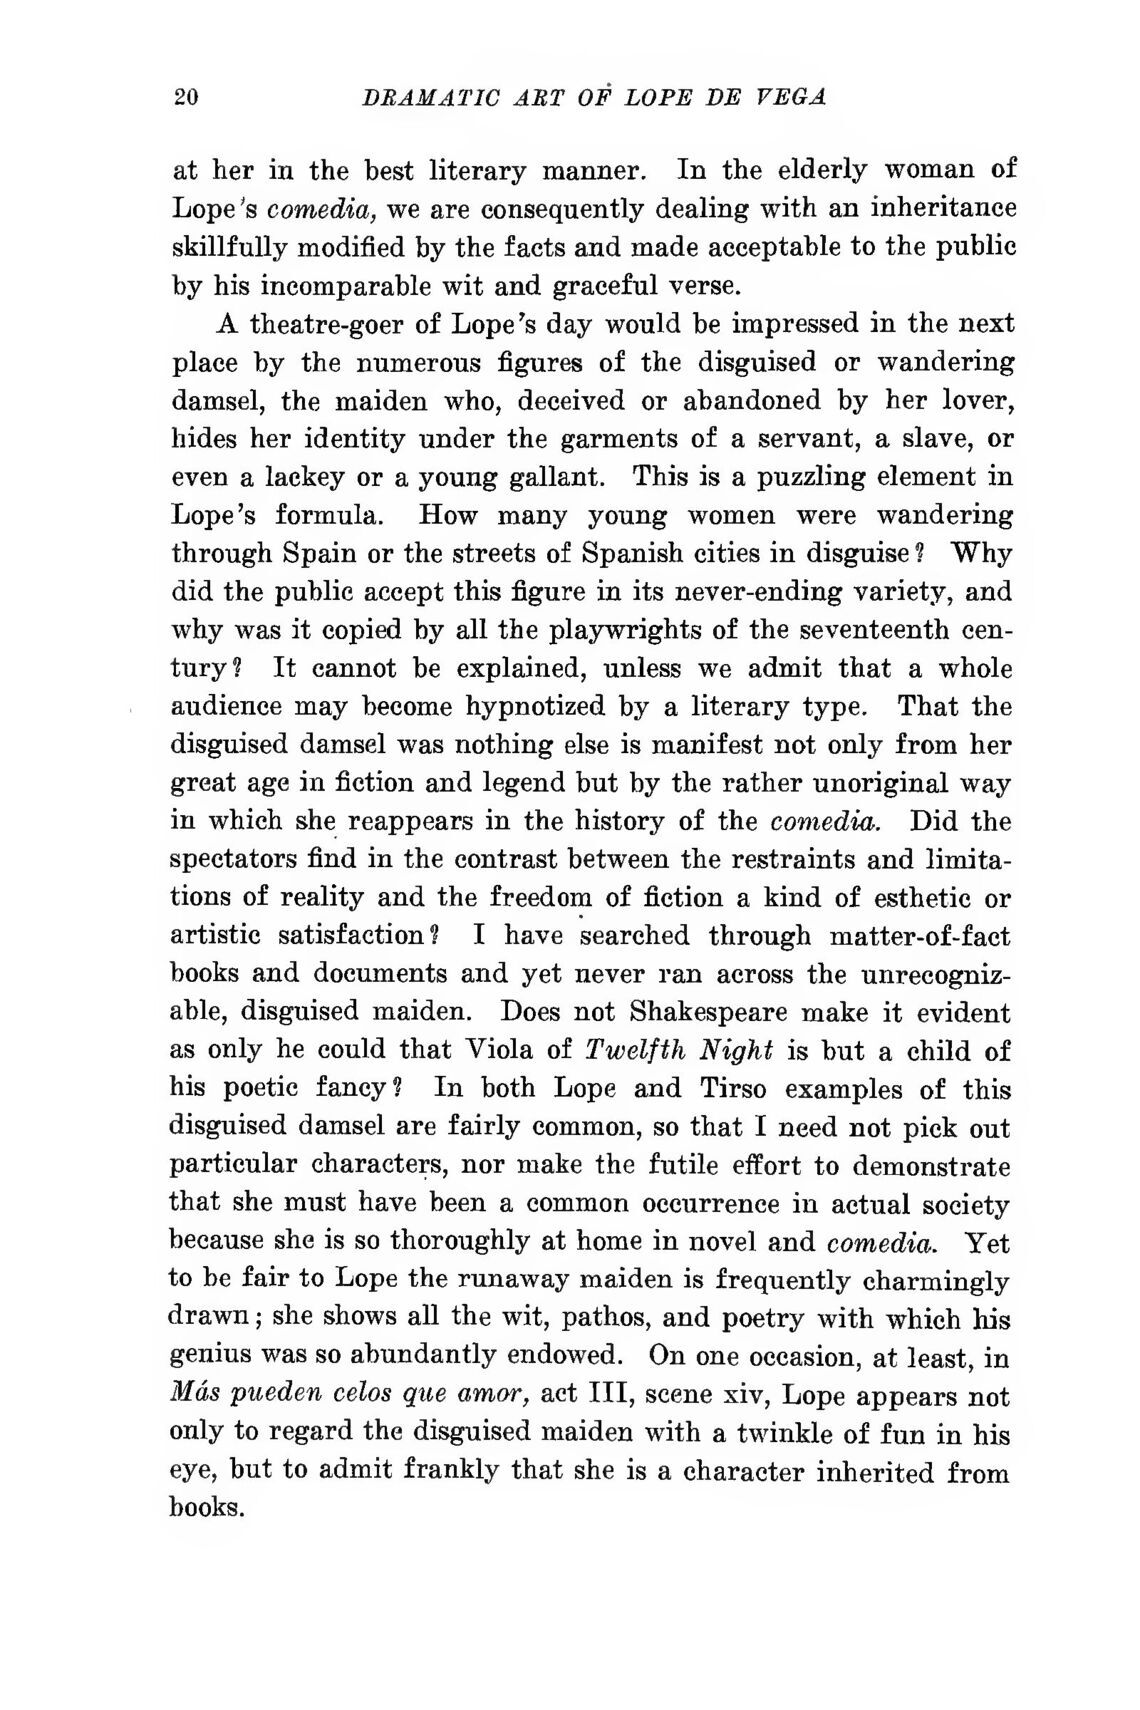 20 DRAMATIC ART OF LOPE DE VEGA
at her in the best literary manner. In the elderly woman of
Lope's comedia, we are consequently dealing with an inheritance
skillfully modified by the facts and made acceptable to the public
by his incomparable wit and graceful verse.
A theatre-goer of Lope's day would be impressed in the next
place by the numerous figures of the disguised or wandering
damsel, the maiden who, deceived or abandoned by her lover,
hides her identity under the garments of a servant, a slave, or
even a lackey or a young gallant. This is a puzzling element in
Lope's formula. How many young women were wandering
through Spain or the streets of Spanish cities in disguise? Why
did the public accept this figure in its never-ending variety, and
why was it copied by all the playwrights of the seventeenth cen-
tury? It cannot be explained, unless we admit that a whole
audience may become hypnotized by a literary type. That the
disguised damsel was nothing else is manifest not only from her
great age in fiction and legend but by the rather unoriginal way
in which she reappears in the history of the comedia. Did the
spectators find in the contrast between the restraints and limita-
tions of reality and the freedom of fiction a kind of esthetic or
artistic satisfaction? I have searched through matter-of-fact
books and documents and yet never ran across the unrecogniz-
able, disguised maiden. Does not Shakespeare make it evident
as only he could that Viola of Twelfth Night is but a child of
his poetic fancy? In both Lope and Tirso examples of this
disguised damsel are fairly common, so that I need not pick out
particular characters, nor make the futile effort to demonstrate
that she must have been a common occurrence in actual society
because she is so thoroughly at home in novel and comedia. Yet
to be fair to Lope the runaway maiden is frequently charmingly
drawn; she shows all the wit, pathos, and poetry with which his
genius was so abundantly endowed. On one occasion, at least, in
Más pueden celos que amor, act III, scene xiv, Lope appears not
only to regard the disguised maiden with a twinkle of fun in his
eye, but to admit frankly that she is a character inherited from
books.